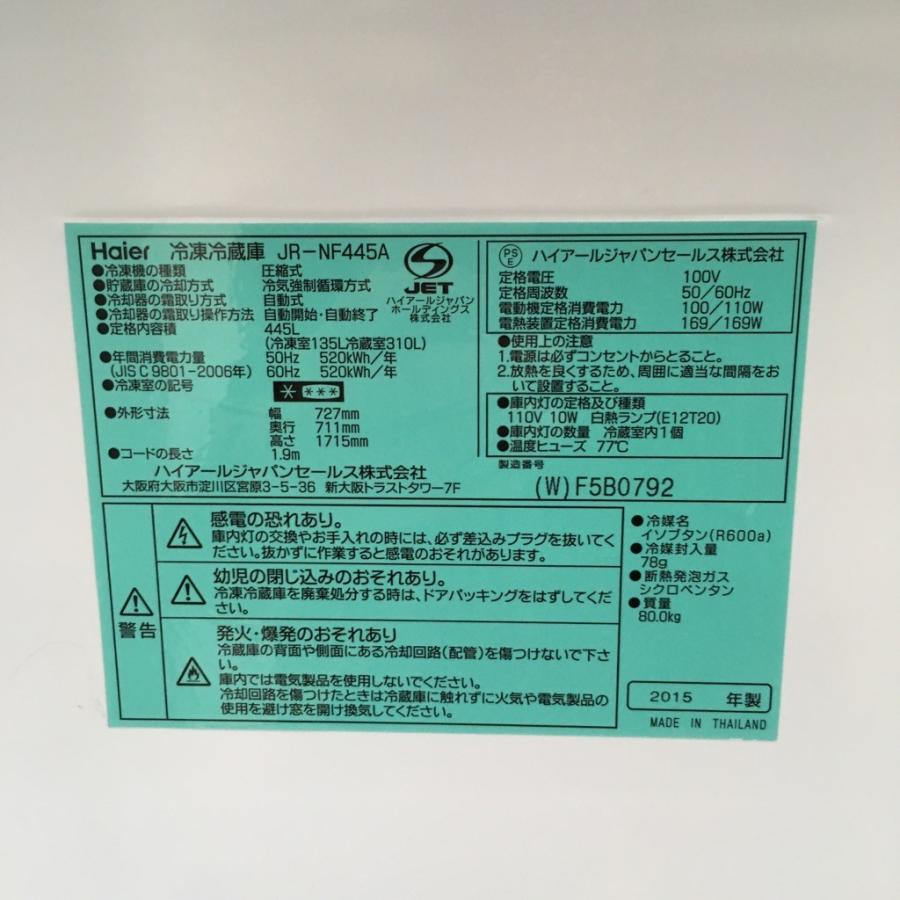 Haier 冷凍冷蔵庫 JR-NF445A
●冷凍機の種類 圧縮式
●貯蔵庫の冷却方式 冷気強制循環方式
●冷却器の霜取り方式 自動式
●冷却器の霜取り操作方法 自動開始・自動終了
●定格内容積 445L
(冷凍室135L冷蔵室310L)
●年間消費電力量 50Hz 520kWh/年
(JIS C 9801-2006年) 60Hz 520kWh/年
●冷凍室の記号
●外形寸法 幅 727mm
奥行 711mm
高さ 1715mm
●コードの長さ 1.9m
ハイアールジャパンセールス株式会社
大阪府大阪市淀川区宮原3-5-36 新大阪トラストタワー7F
JET
ハイアールジャパン
ホールディングス
株式会社
PS
E
ハイアールジャパンセールス株式会社
定格電圧 100V
定格周波数 50/60Hz
電動機定格消費電力 100/110W
電熱装置定格消費電力 169/169W
●使用上の注意
1.電源は必ずコンセントからとること。
2.放熱を良くするため、周囲に適当な間隔をお
いて設置すること。
●庫内灯の定格及び種類
110V 10W 白熱ランプ(E12T20)
●庫内灯の数量 冷蔵室内1個
●温度ヒューズ 77℃
製造番号
(W)F5B0792
警告
感電の恐れあり。
庫内灯の交換やお手入れの時には、必ず差込みプラグを抜いてく
ださい。抜かずに作業すると感電のおそれがあります。
幼児の閉じ込みのおそれあり。
冷凍冷蔵庫を廃棄処分する時は、ドアパッキングをはずしてくだ
さい。
発火・爆発のおそれあり
冷蔵庫の背面や側面にある冷却回路(配管)を傷つけないで下さ
い。
庫内では電気製品を使用しないでください。
冷却回路を傷つけたときは冷蔵庫に触れずに火気や電気製品の
使用を避け窓を開け換気してください。
●冷媒名
イソブタン(R600a)
●冷媒封入量
78g
●断熱発泡ガス
シクロペンタン
●質量
80.0kg
2015 年製
MADE IN THAILAND